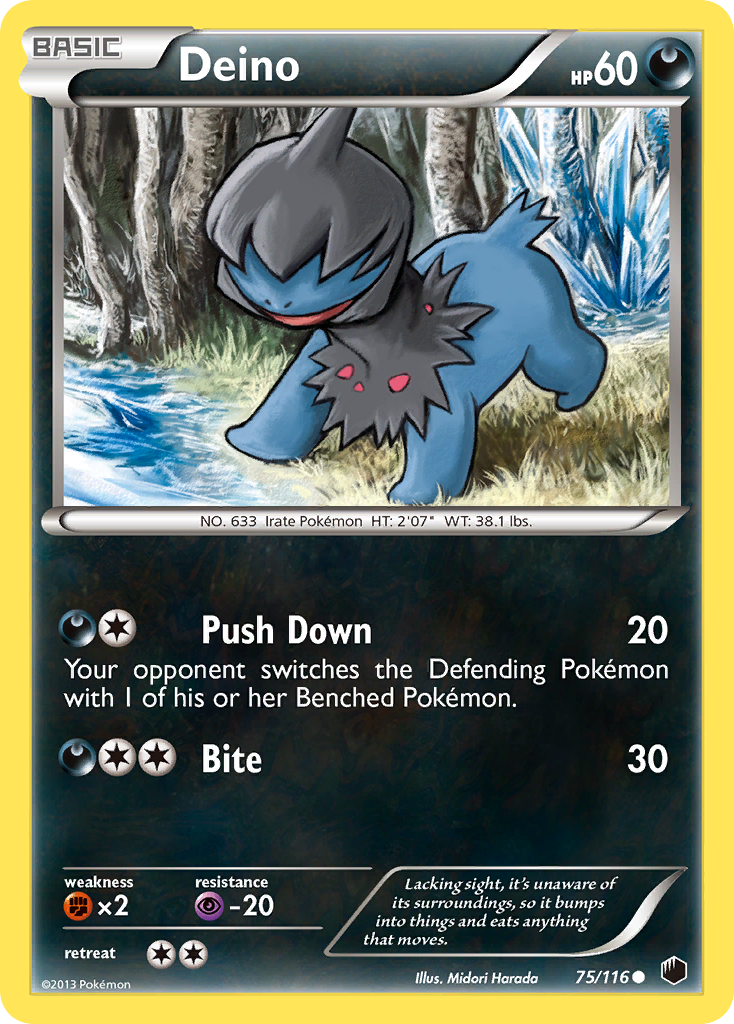 BASIC
Deino
HP60
NO. 633 Irate Pokémon HT: 2'07" WT: 38.1 lbs.
Push Down 20
Your opponent switches the Defending Pokémon
with 1 of his or her Benched Pokémon.
Bite 30
weakness
×2
resistance
-20
retreat
Lacking sight, it's unaware of
its surroundings, so it bumps
into things and eats anything
that moves.
©2013 Pokémon
Illus. Midori Harada
75/116